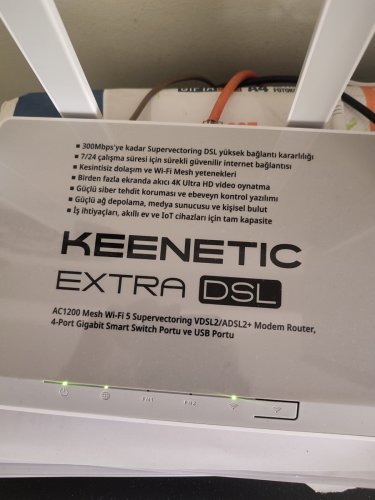 A4
▪ 300Mbps'ye kadar Supervectoring DSL yüksek bağlantı kararlılığı
▪ 7/24 çalışma süresi için sürekli güvenilir internet bağlantısı
▪ Kesintisiz dolaşım ve Wi-Fi Mesh yetenekleri
▪ Birden fazla ekranda akıcı 4K Ultra HD video oynatma
▪ Güçlü siber tehdit koruması ve ebeveyn kontrol yazılımı
▪ Güçlü ağ depolama, medya sunucusu ve kişisel bulut
▪ İş ihtiyaçları, akıllı ev ve IoT cihazları için tam kapasite
KEENETIC
EXTRA DSL
AC1200 Mesh Wi-Fi 5 Supervectoring VDSL2/ADSL2+ Modem Router,
4-Port Gigabit Smart Switch Portu ve USB Portu
FN1 FN2